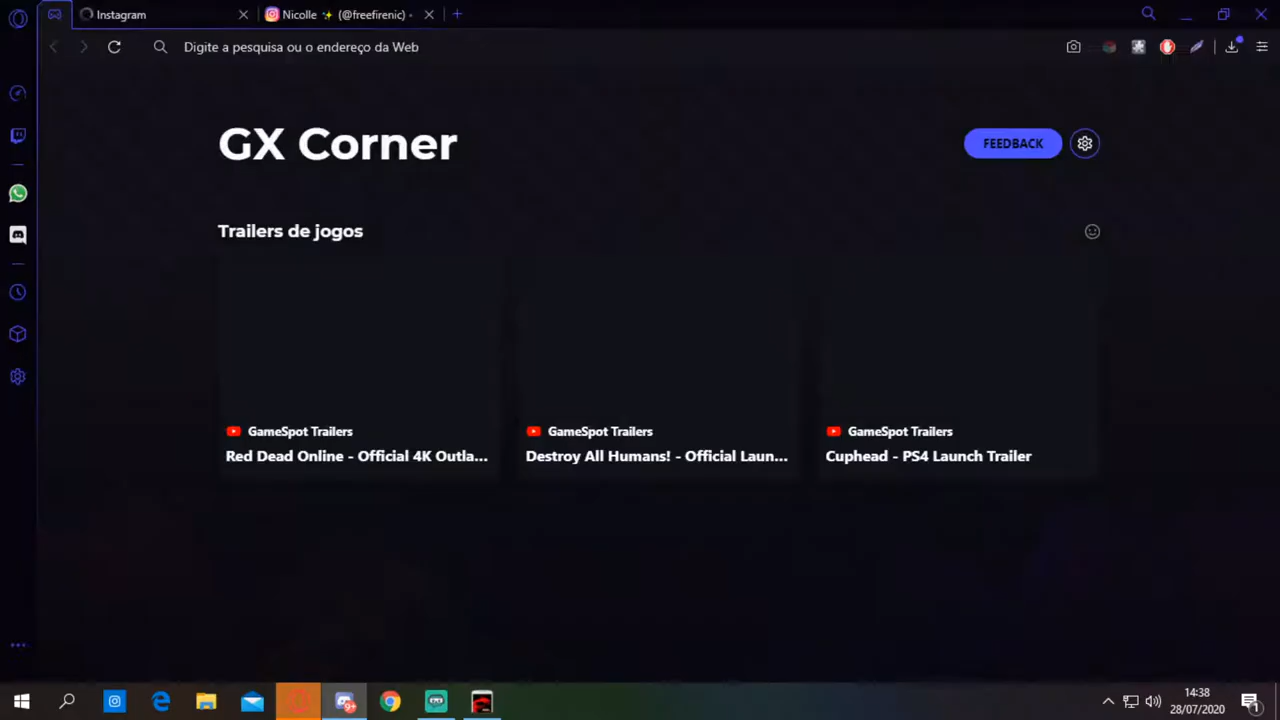 Instagram
Nicolle ✨ (@freefirenic) •
Digite a pesquisa ou o endereço da Web
GX Corner
FEEDBACK
Trailers de jogos
GameSpot Trailers
Red Dead Online - Official 4K Outla...
GameSpot Trailers
Destroy All Humans! - Official Laun...
GameSpot Trailers
Cuphead - PS4 Launch Trailer
4:38
28/07/2020
1